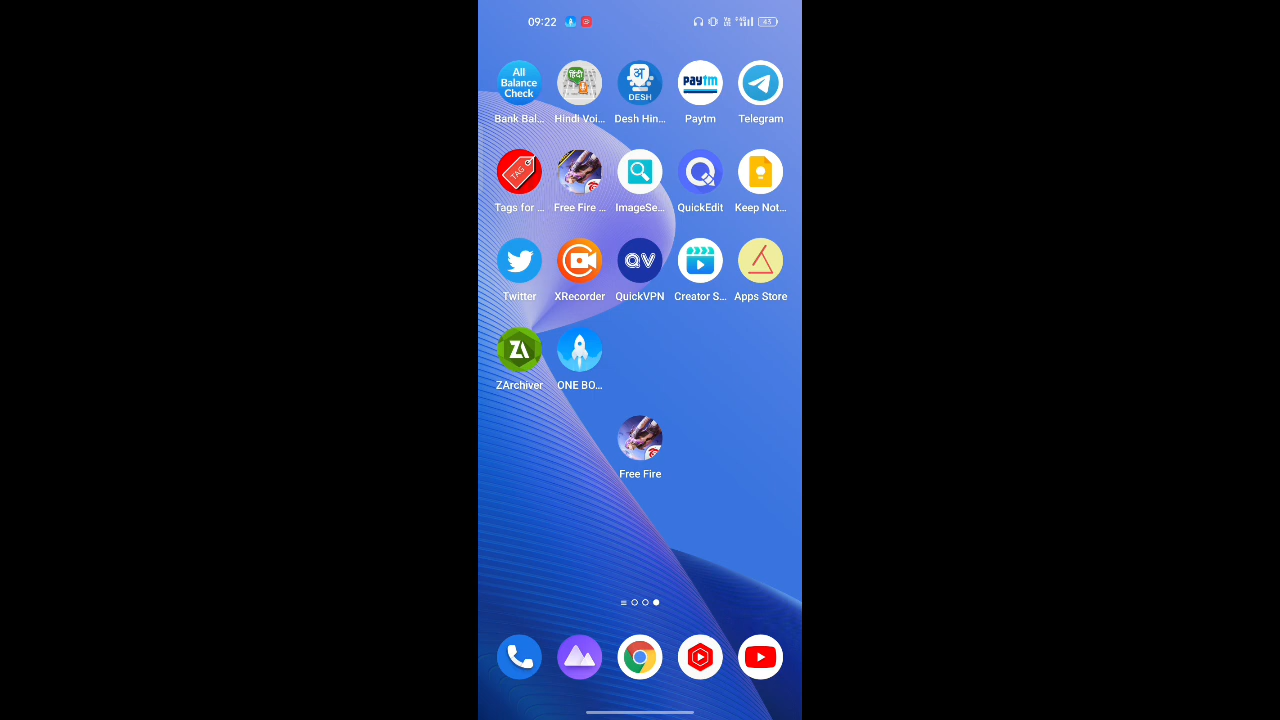 09:22
45
All
Balance
Check
हिंदी
अ
DESH
paytm
Bank Bal... Hindi Voi... Desh Hin... Paytm Telegram
TAG
Tags for ... Free Fire ... ImageSe... QuickEdit Keep Not...
QV
Twitter XRecorder QuickVPN Creator S... Apps Store
ZA
ZArchiver ONE BO...
Free Fire